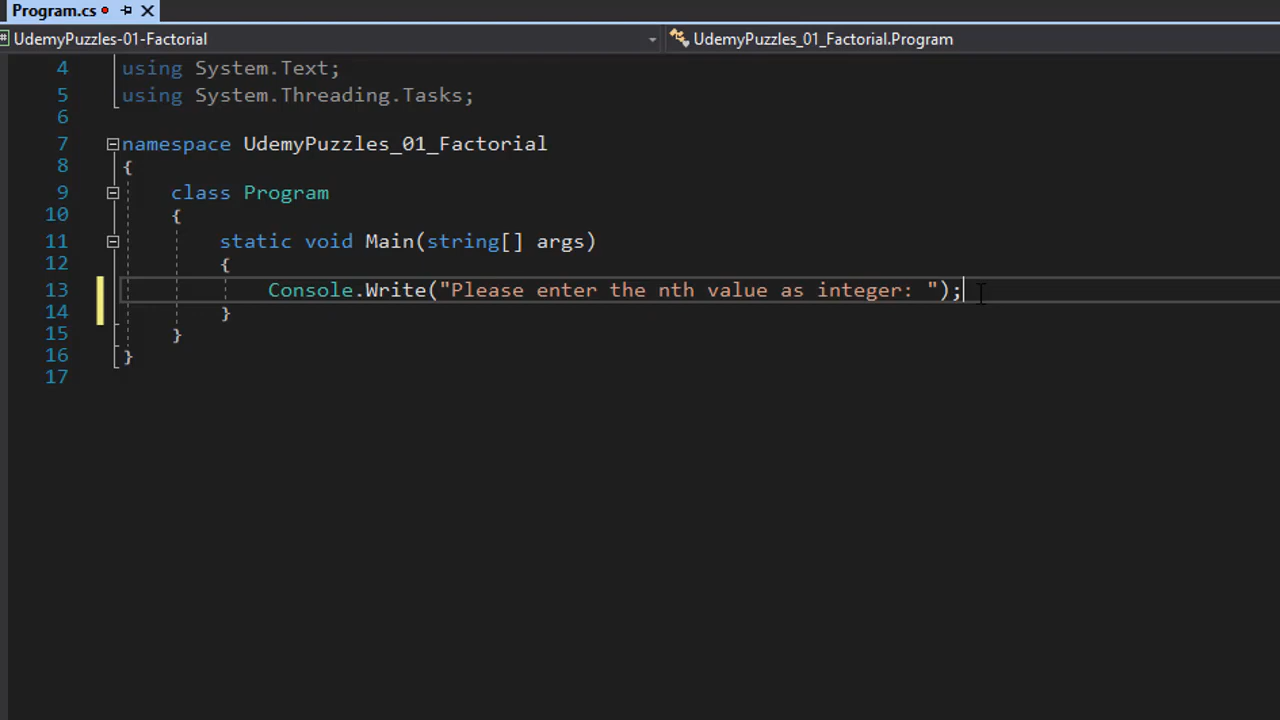 Program.cs
UdemyPuzzles-01-Factorial UdemyPuzzles_01_Factorial.Program
4 using System.Text;
5 using System.Threading.Tasks;
6
7 namespace UdemyPuzzles_01_Factorial
8 {
9 class Program
10 {
11 static void Main(string[] args)
12 {
13 Console.Write("Please enter the nth value as integer: ");
14 }
15 }
16 }
17